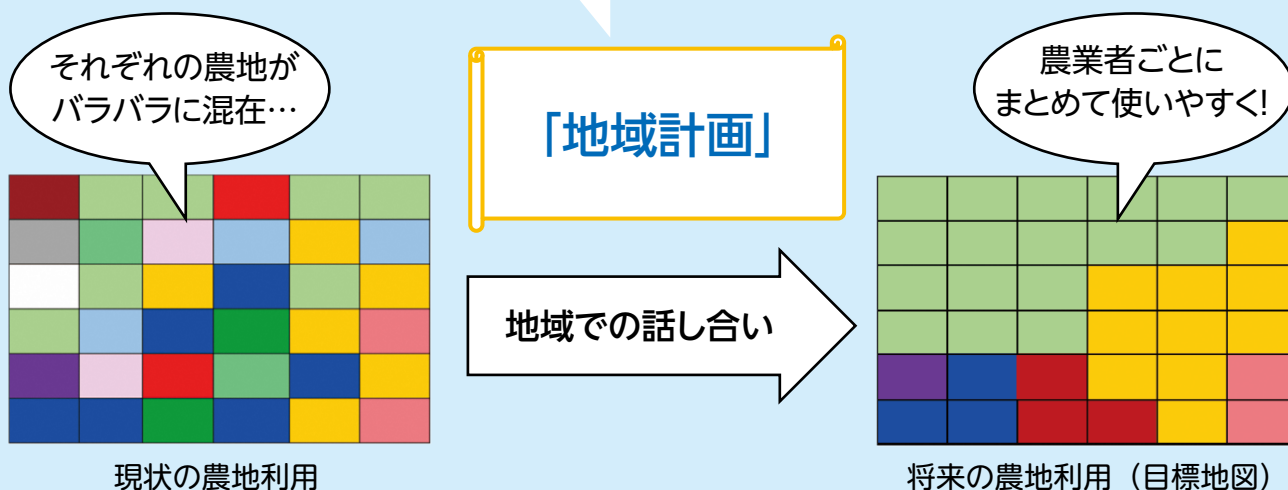 それぞれの農地が
バラバラに混在…
「地域計画」
農業者ごとに
まとめて使いやすく!
地域での話し合い
現状の農地利用
将来の農地利用（目標地図）